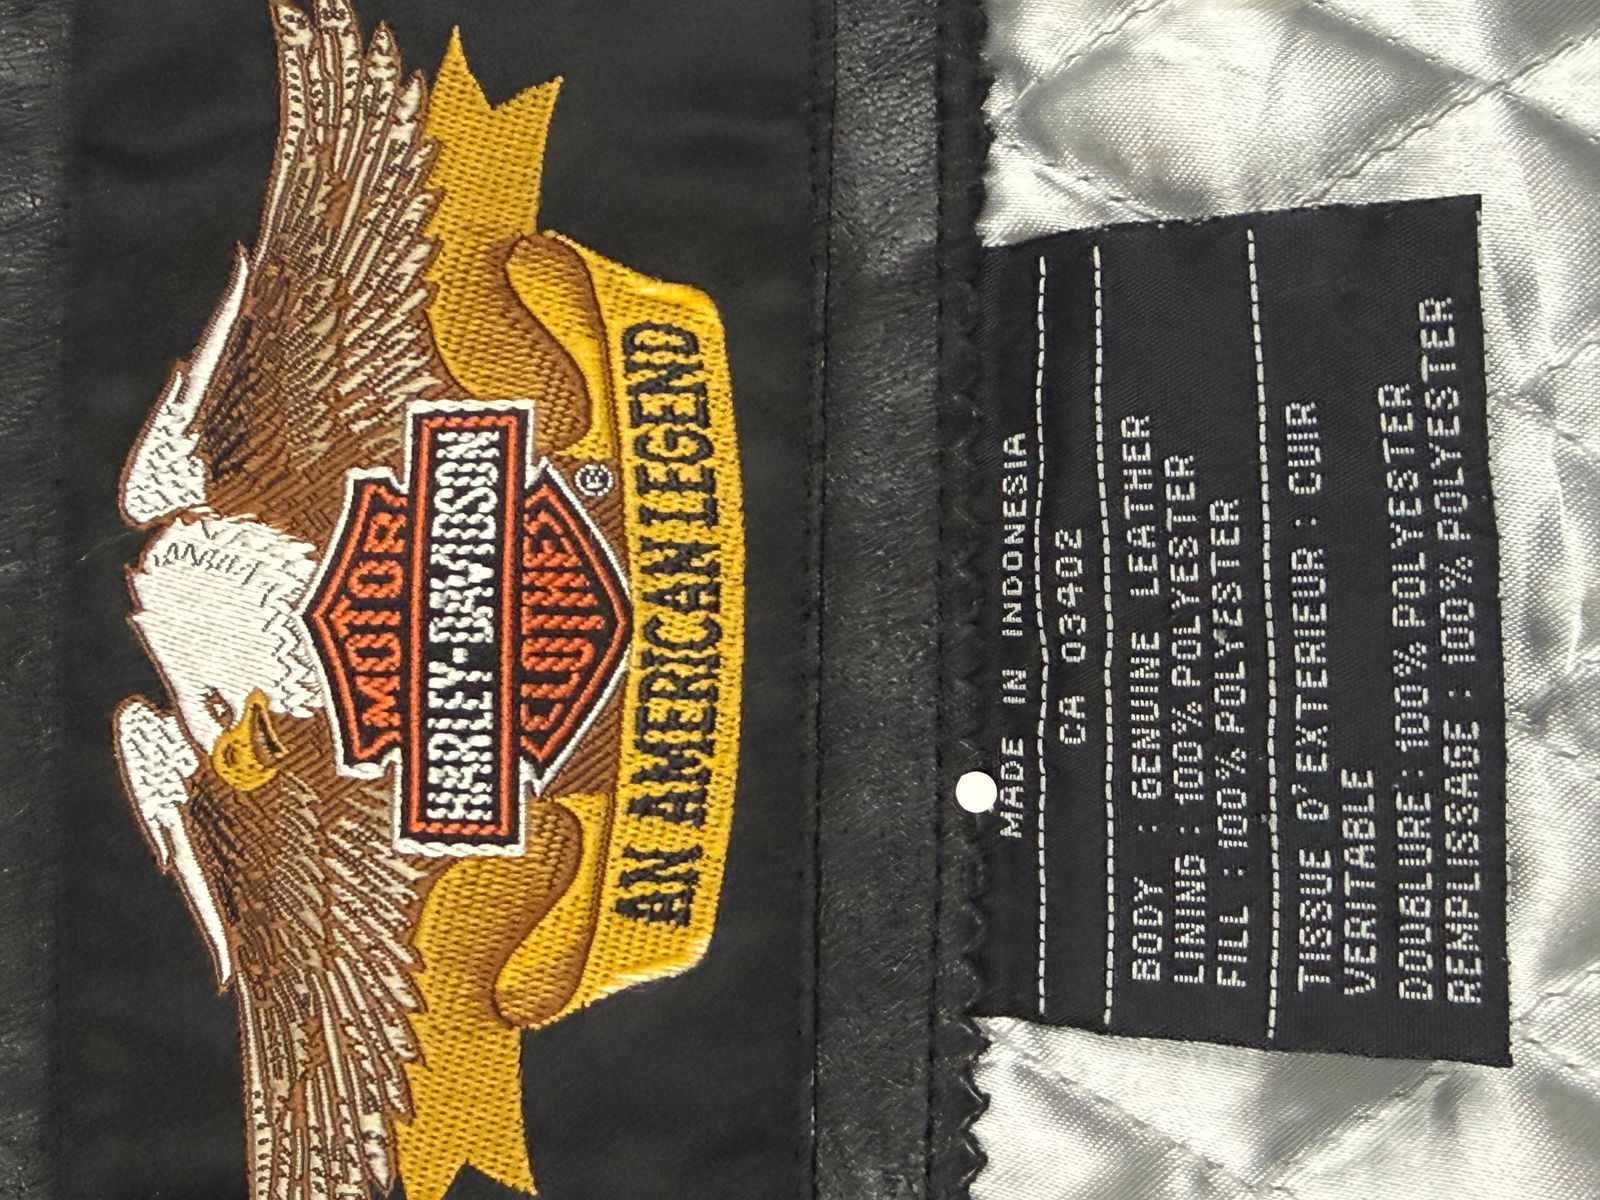 MOTOR
HARLEY-DAVIDSON
CLOTHES
®
AN AMERICAN LEGEND
MADE IN INDONESIA
CA 03402
BODY : GENUINE LEATHER
LINING : 100% POLYESTER
FILL : 100% POLYESTER
TISSUE D'EXTERIEUR : CUIR
VERITABLE
DOUBLURE : 100% POLYESTER
REMPLISSAGE : 100% POLYESTER